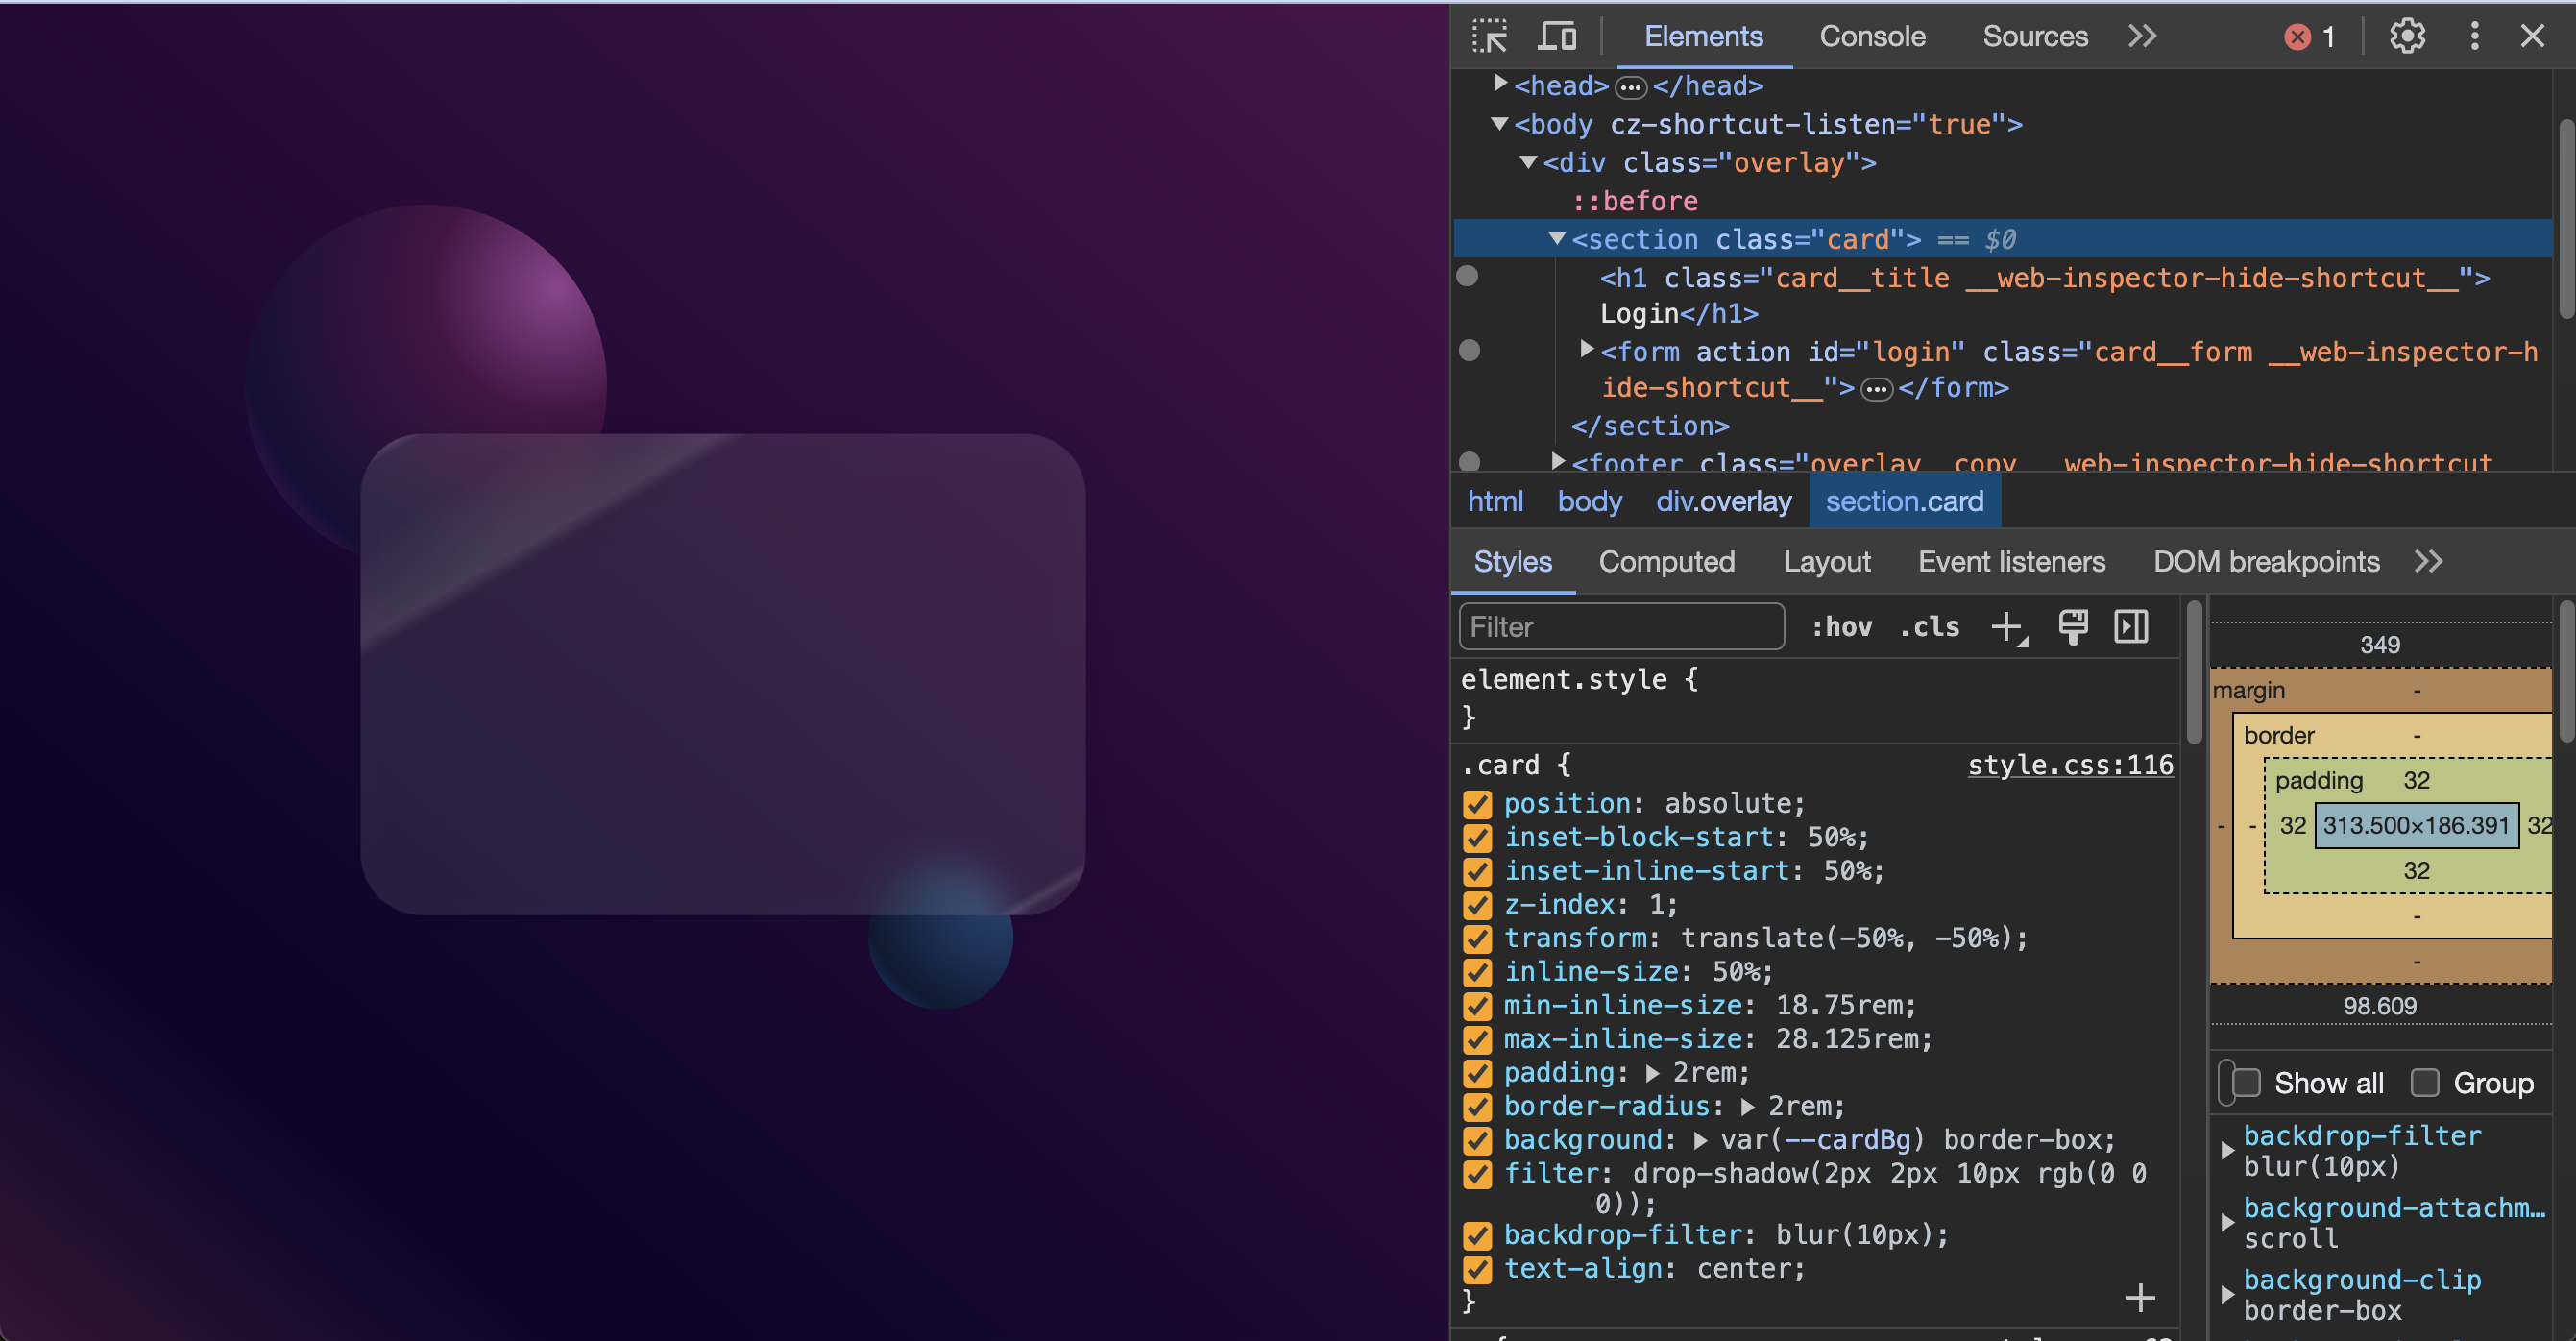 Elements Console Sources 1
<head> ••• </head>
<body cz-shortcut-listen="true">
<div class="overlay">
::before
<section class="card"> == $0
<h1 class="card__title __web-inspector-hide-shortcut__">
Login</h1>
<form action id="login" class="card__form __web-inspector-h
ide-shortcut__"> ••• </form>
</section>
<footer class="overlay__copy __web-inspector-hide-shortcut
html body div.overlay section.card
Styles Computed Layout Event listeners DOM breakpoints
Filter :hov .cls
element.style {
}
.card { style.css:116
position: absolute;
inset-block-start: 50%;
inset-inline-start: 50%;
z-index: 1;
transform: translate(-50%, -50%);
inline-size: 50%;
min-inline-size: 18.75rem;
max-inline-size: 28.125rem;
padding: 2rem;
border-radius: 2rem;
background: var(--cardBg) border-box;
filter: drop-shadow(2px 2px 10px rgb(0 0
0));
backdrop-filter: blur(10px);
text-align: center;
}
349
margin -
border -
padding 32
- - 32 313.500×186.391 32
32
-
-
98.609
Show all Group
backdrop-filter
blur(10px)
background-attachm…
scroll
background-clip
border-box